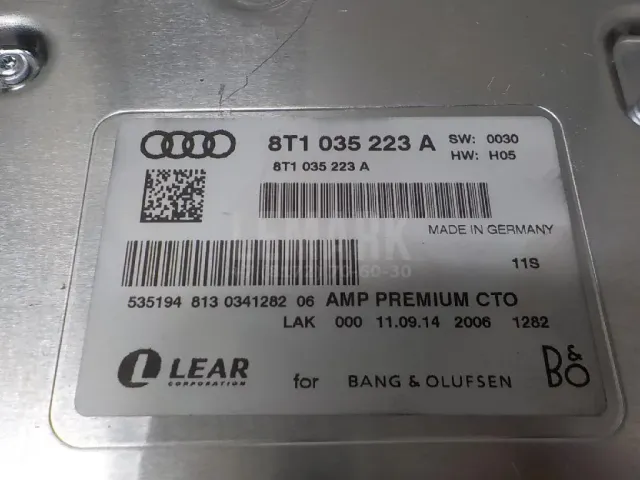 8T1 035 223 A SW: 0030
8T1 035 223 A HW: H05
MADE IN GERMANY
LEMARK
11S
535194 813 0341282 06 AMP PREMIUM CTO
LAK 000 11.09.14 2006 1282
LEAR
CORPORATION
for BANG & OLUFSEN B&O